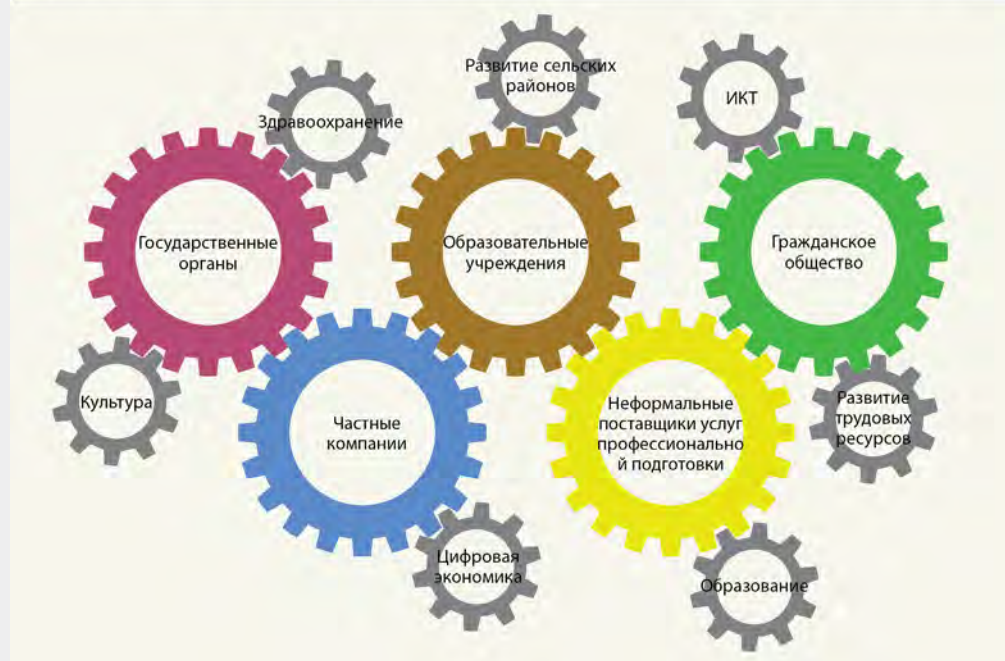 Развитие сельских
районов
ИКТ
Здравоохранение
Государственные
органы
Образовательные
учреждения
Гражданское
общество
Культура
Частные
компании
Неформальные
поставщики услуг
профессионально
й подготовки
Развитие
трудовых
ресурсов
Цифровая
экономика
Образование